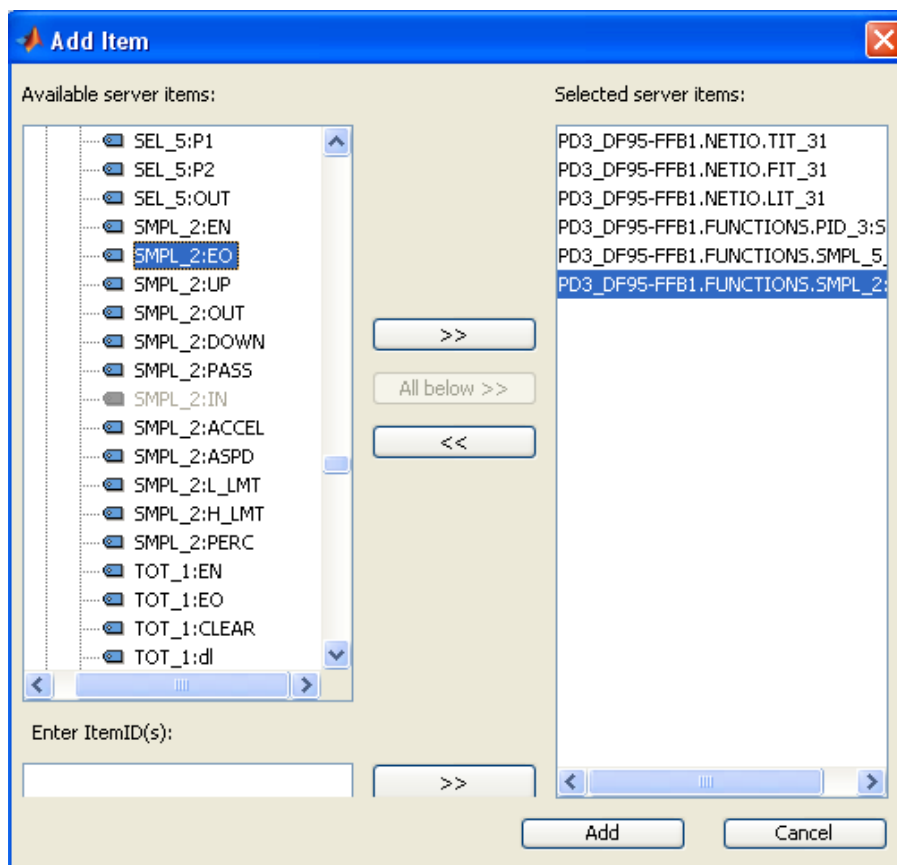 Add Item
Available server items:
SEL_5:P1
SEL_5:P2
SEL_5:OUT
SMPL_2:EN
SMPL_2:EO
SMPL_2:UP
SMPL_2:OUT
SMPL_2:DOWN
SMPL_2:PASS
SMPL_2:IN
SMPL_2:ACCEL
SMPL_2:ASPD
SMPL_2:L_LMT
SMPL_2:H_LMT
SMPL_2:PERC
TOT_1:EN
TOT_1:EO
TOT_1:CLEAR
TOT_1:dl
Enter ItemID(s):
>>
All below >>
<<
>>
Selected server items:
PD3_DF95-FFB1.NETIO.TIT_31
PD3_DF95-FFB1.NETIO.FIT_31
PD3_DF95-FFB1.NETIO.LIT_31
PD3_DF95-FFB1.FUNCTIONS.PID_3:S
PD3_DF95-FFB1.FUNCTIONS.SMPL_5_
PD3_DF95-FFB1.FUNCTIONS.SMPL_2:
Add
Cancel